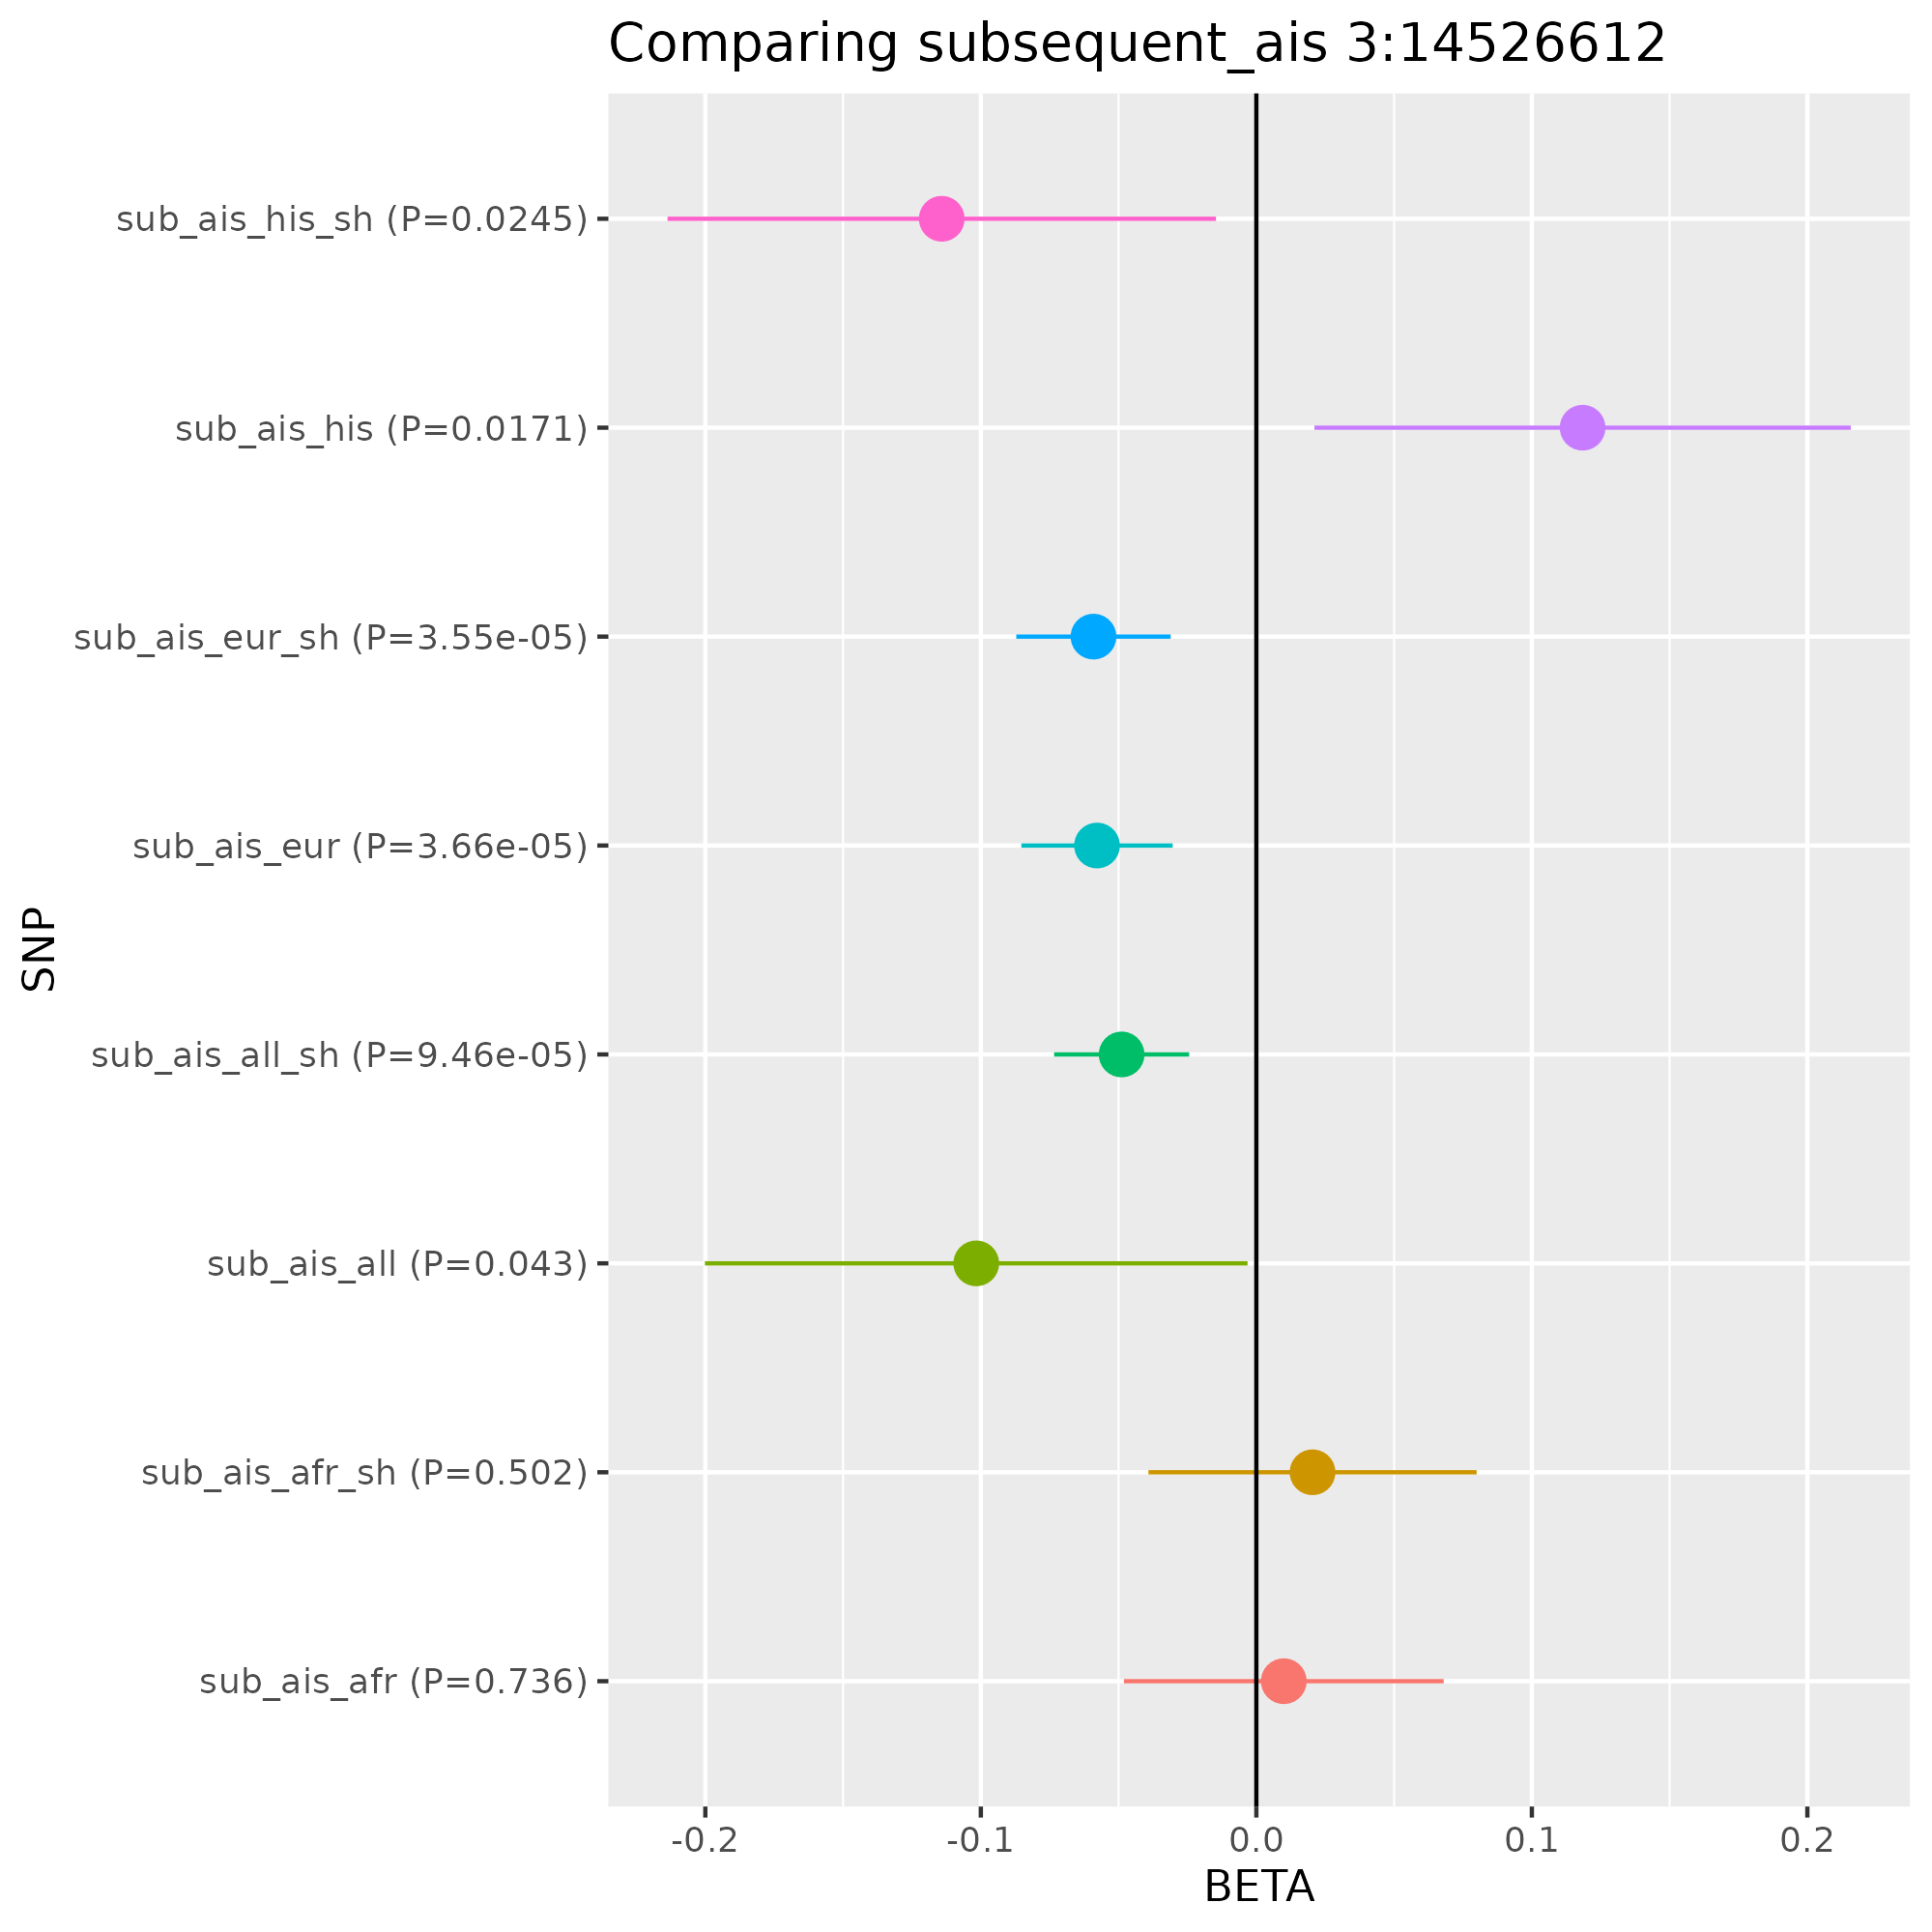 Comparing subsequent_ais 3:14526612
sub_ais_his_sh (P=0.0245)
sub_ais_his (P=0.0171)
sub_ais_eur_sh (P=3.55e-05)
sub_ais_eur (P=3.66e-05)
SNP
sub_ais_all_sh (P=9.46e-05)
sub_ais_all (P=0.043)
sub_ais_afr_sh (P=0.502)
sub_ais_afr (P=0.736)
-0.2 -0.1 0.0 0.1 0.2
BETA